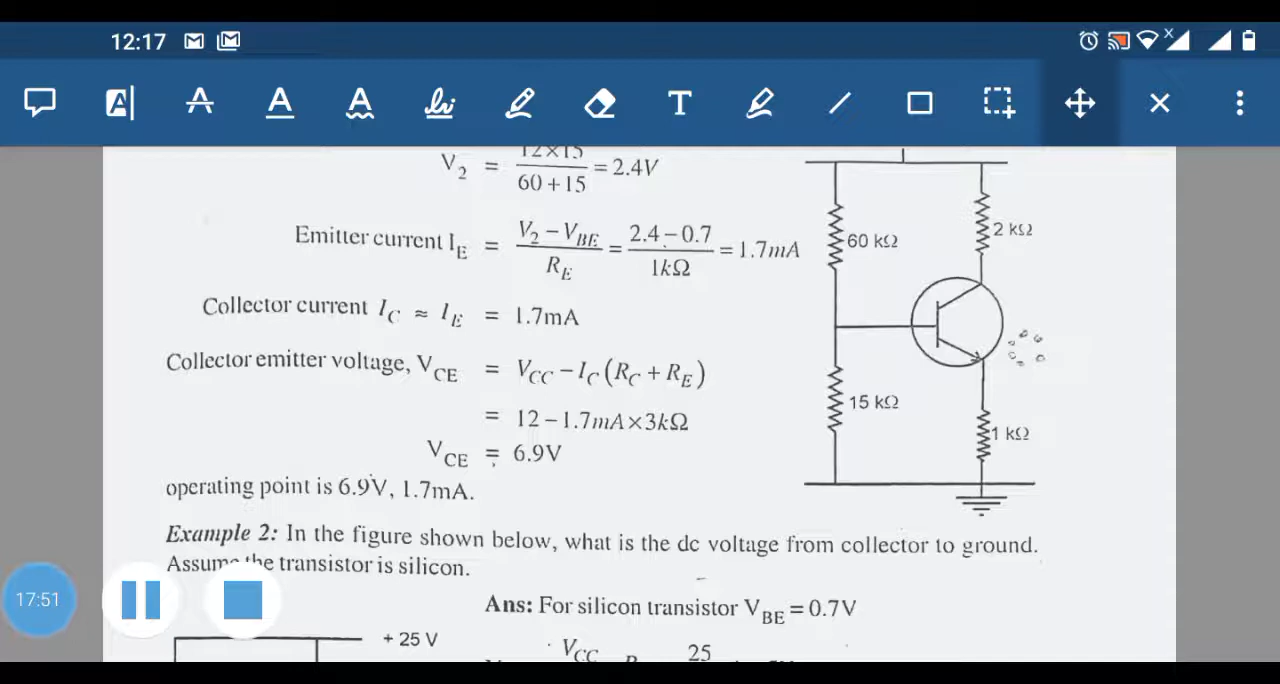 12:17
V2 = 12×15 / 60+15 = 2.4V
Emitter current IE = V2 − VBE / RE = 2.4−0.7 / 1kΩ = 1.7mA
Collector current IC ≈ IE = 1.7mA
Collector emitter voltage, VCE = VCC − IC (RC + RE)
= 12 − 1.7mA×3kΩ
VCE = 6.9V
operating point is 6.9V, 1.7mA.
60 kΩ
2 kΩ
15 kΩ
1 kΩ
Example 2: In the figure shown below, what is the dc voltage from collector to ground.
Assume the transistor is silicon.
17:51
Ans: For silicon transistor VBE = 0.7V
+ 25 V
VCC
25